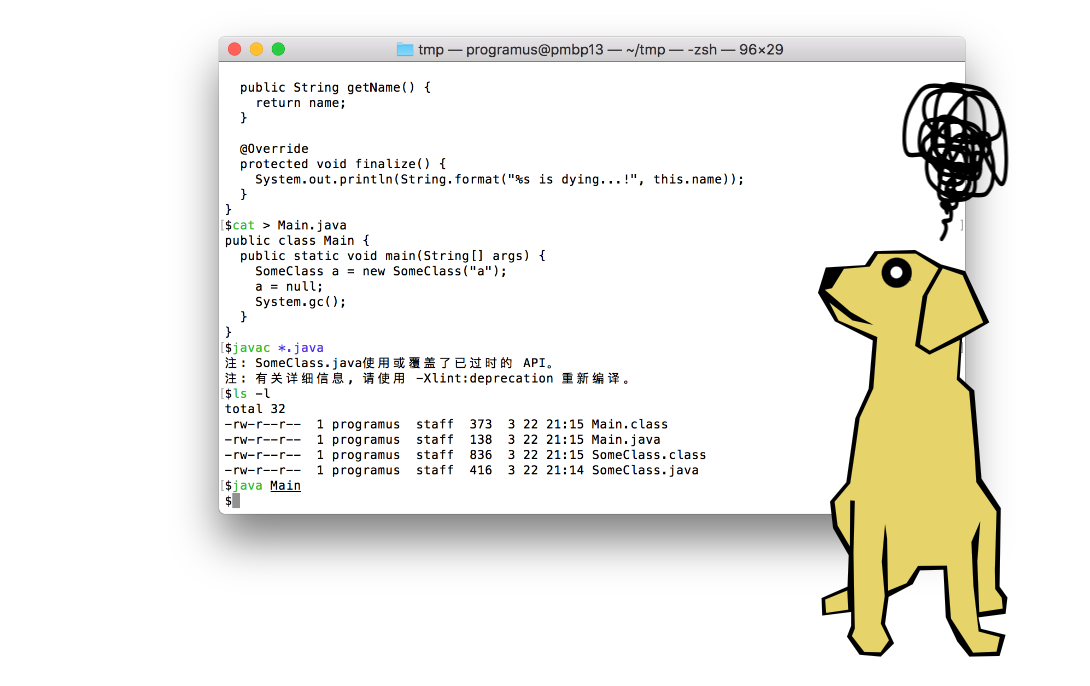 tmp — programus@pmbp13 — ~/tmp — -zsh — 96×29
  public String getName() {
    return name;
  }
  @Override
  protected void finalize() {
    System.out.println(String.format("%s is dying...!", this.name));
  }
}
[$cat > Main.java ]
public class Main {
  public static void main(String[] args) {
    SomeClass a = new SomeClass("a");
    a = null;
    System.gc();
  }
}
[$javac *.java
注: SomeClass.java使用或覆盖了已过时的 API。
注: 有关详细信息, 请使用 -Xlint:deprecation 重新编译。
[$ls -l
total 32
-rw-r--r--  1 programus  staff  373  3 22 21:15 Main.class
-rw-r--r--  1 programus  staff  138  3 22 21:15 Main.java
-rw-r--r--  1 programus  staff  836  3 22 21:15 SomeClass.class
-rw-r--r--  1 programus  staff  416  3 22 21:14 SomeClass.java
[$java Main
$